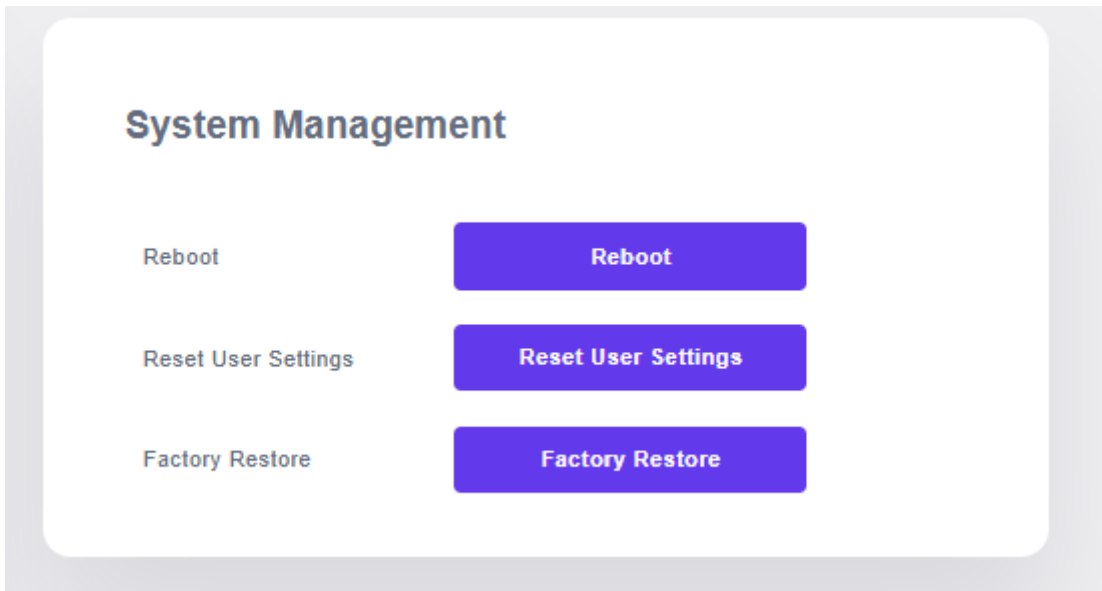 System Management
Reboot
Reboot
Reset User Settings
Reset User Settings
Factory Restore
Factory Restore